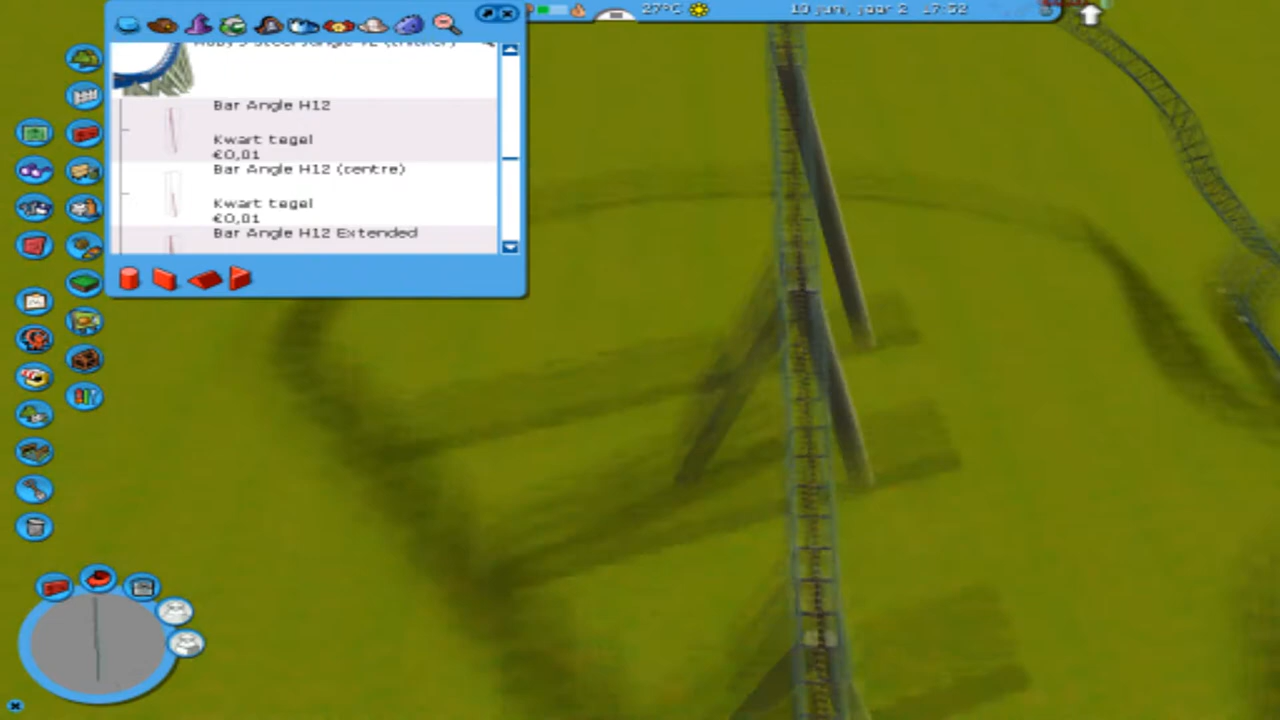 27°C
10 jun, jaar 2 17:52
Bar Angle H12
Kwart tegel
€0,01
Bar Angle H12 (centre)
Kwart tegel
€0,01
Bar Angle H12 Extended